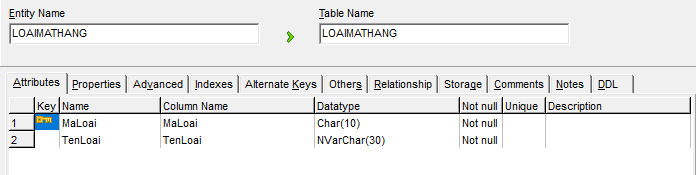 Entity Name Table Name
LOAIMATHANG LOAIMATHANG
Attributes Properties Advanced Indexes Alternate Keys Others Relationship Storage Comments Notes DDL
Key Name Column Name Datatype Not null Unique Description
1 MaLoai MaLoai Char(10) Not null
2 TenLoai TenLoai NVarChar(30) Not null